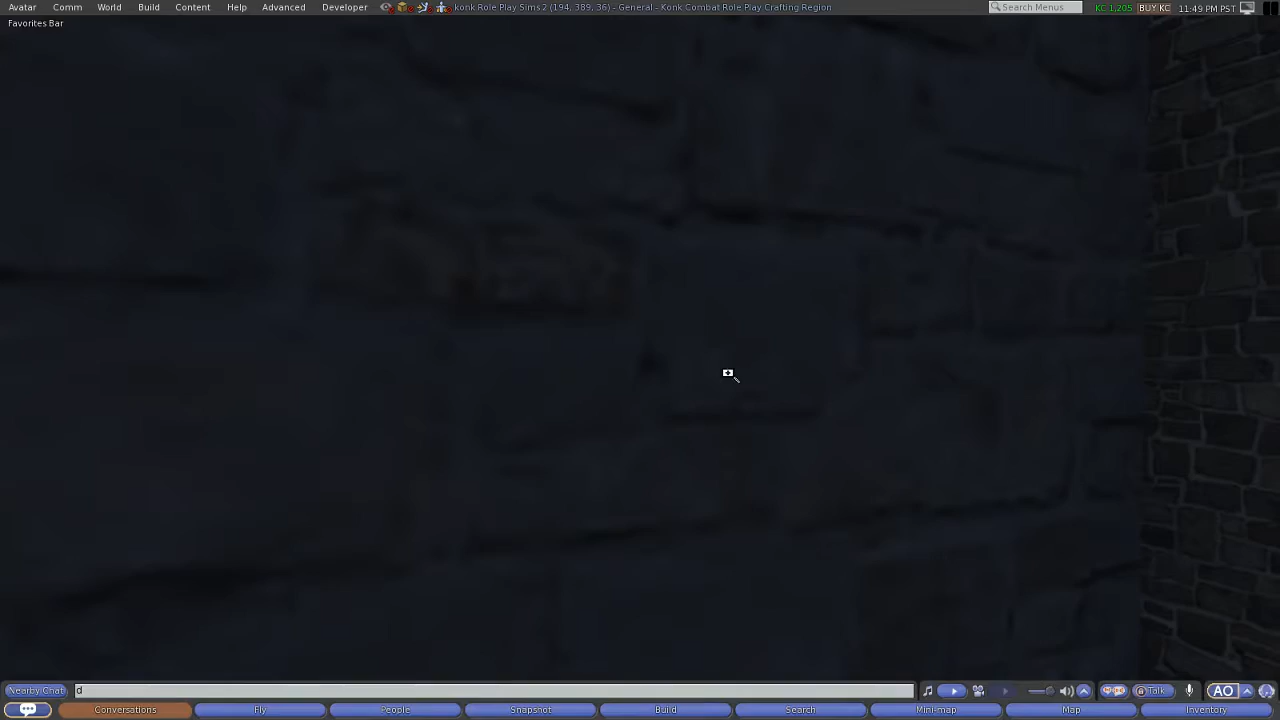 Avatar Comm World Build Content Help Advanced Developer konk Role Play Sims2 (194, 389, 36) - General - Konk Combat Role Play Crafting Region Search Menus KC 1,205 BUY KC 11:49 PM PST
Favorites Bar
Nearby Chat d Talk AO
Conversations Fly People Snapshot Build Search Mini-map Map Inventory